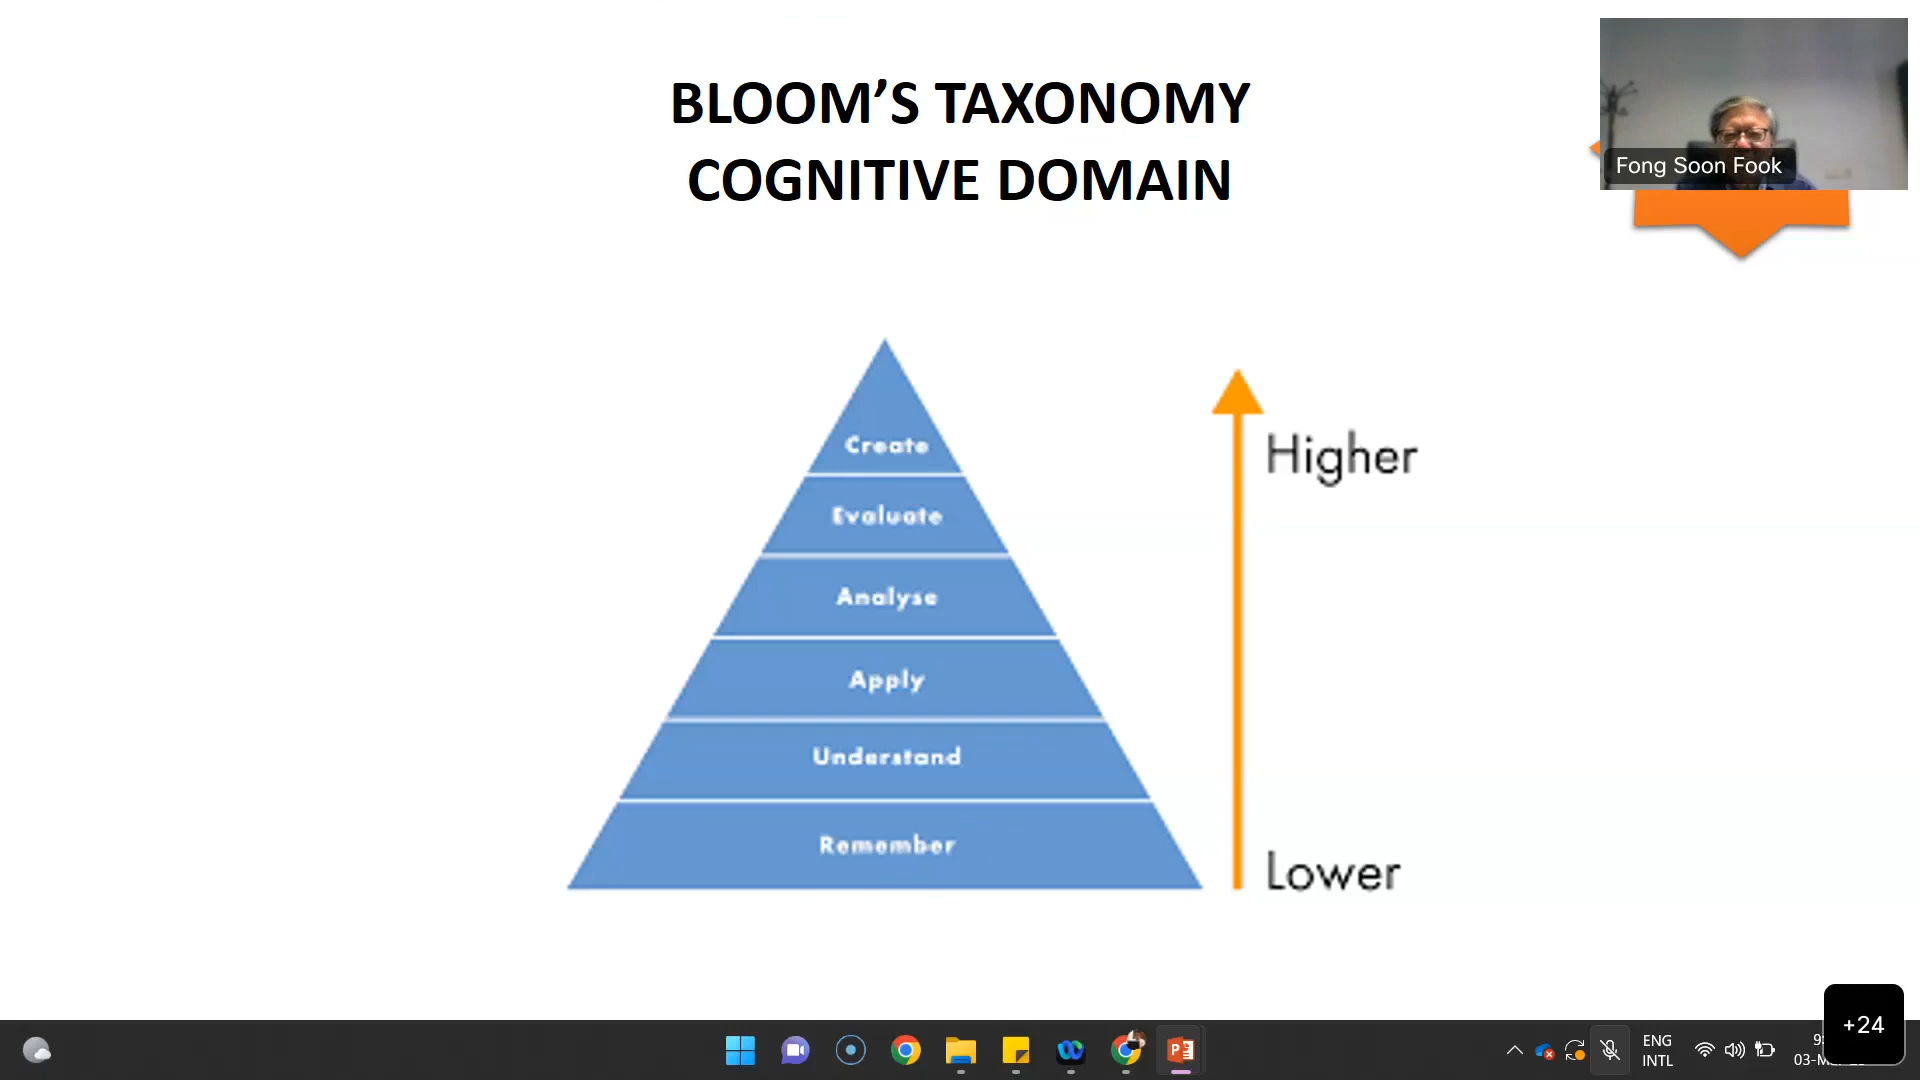 BLOOM’S TAXONOMY
COGNITIVE DOMAIN
Fong Soon Fook
Create
Evaluate
Analyse
Apply
Understand
Remember
Higher
Lower
+24
ENG
INTL